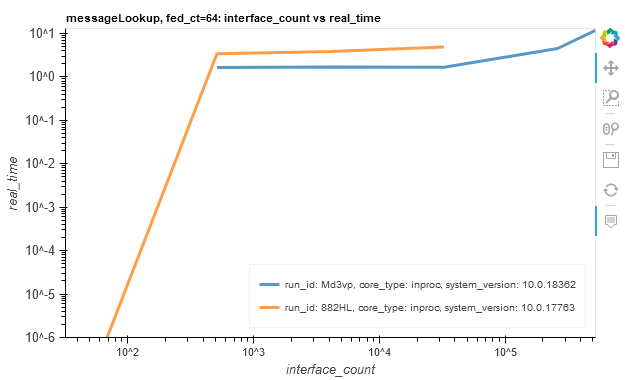 messageLookup, fed_ct=64: interface_count vs real_time
10^1
10^0
10^-1
10^-2
10^-3
10^-4
10^-5
10^-6
real_time
run_id: Md3vp, core_type: inproc, system_version: 10.0.18362
run_id: 882HL, core_type: inproc, system_version: 10.0.17763
10^2 10^3 10^4 10^5
interface_count